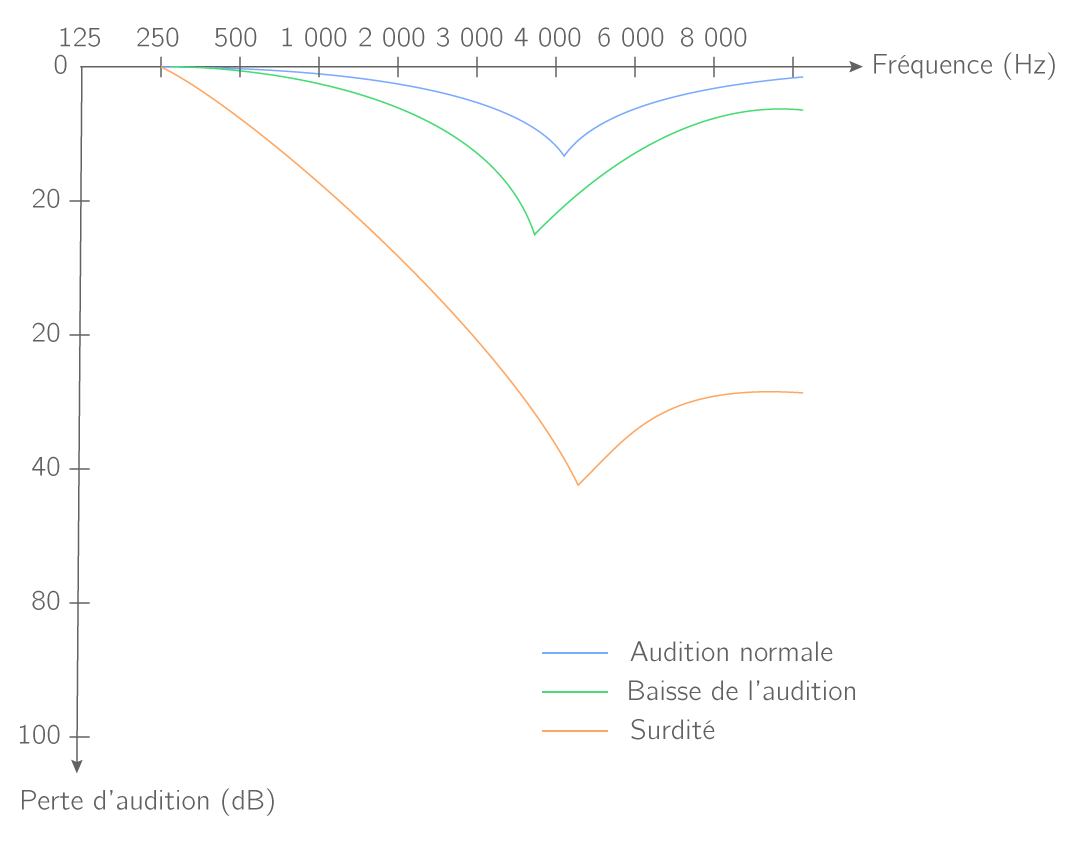 125 250 500 1 000 2 000 3 000 4 000 6 000 8 000
0 Fréquence (Hz)
20
20
40
80
Audition normale
Baisse de l'audition
Surdité
100
Perte d'audition (dB)